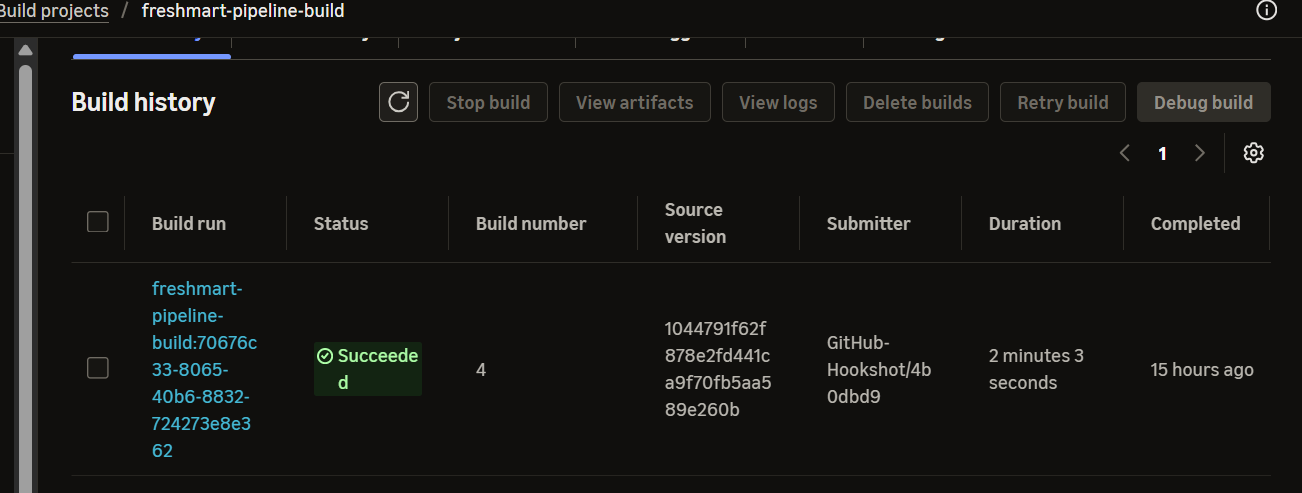 Build projects / freshmart-pipeline-build
Build history
Stop build
View artifacts
View logs
Delete builds
Retry build
Debug build
1
Build run
Status
Build number
Source
version
Submitter
Duration
Completed
freshmart-
pipeline-
build:70676c
33-8065-
40b6-8832-
724273e8e3
62
Succeede
d
4
1044791f62f
878e2fd441c
a9f70fb5aa5
89e260b
GitHub-
Hookshot/4b
0dbd9
2 minutes 3
seconds
15 hours ago